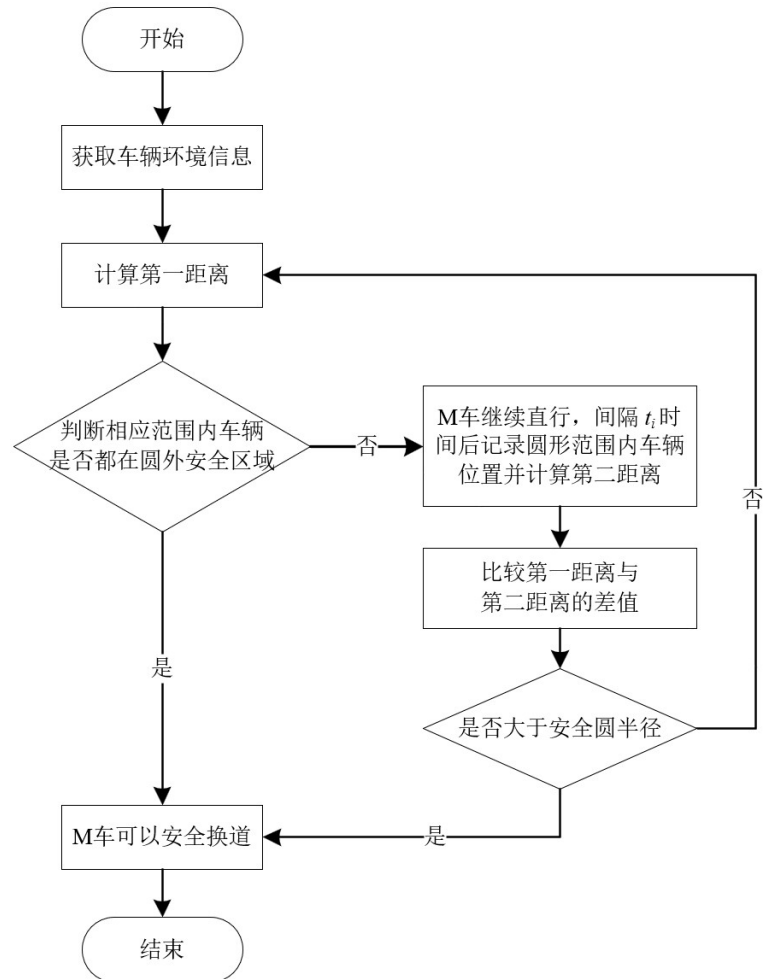 开始
获取车辆环境信息
计算第一距离
判断相应范围内车辆
是否都在圆外安全区域
否
M车继续直行，间隔 tᵢ 时
间后记录圆形范围内车辆
位置并计算第二距离
否
比较第一距离与
第二距离的差值
是
是否大于安全圆半径
M车可以安全换道
是
结束